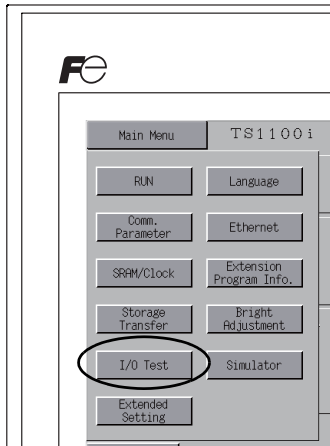 Fe
Main Menu
TS1100i
RUN
Language
Comm.
Parameter
Ethernet
SRAM/Clock
Extension
Program Info.
Storage
Transfer
Bright
Adjustment
I/O Test
Simulator
Extended
Setting